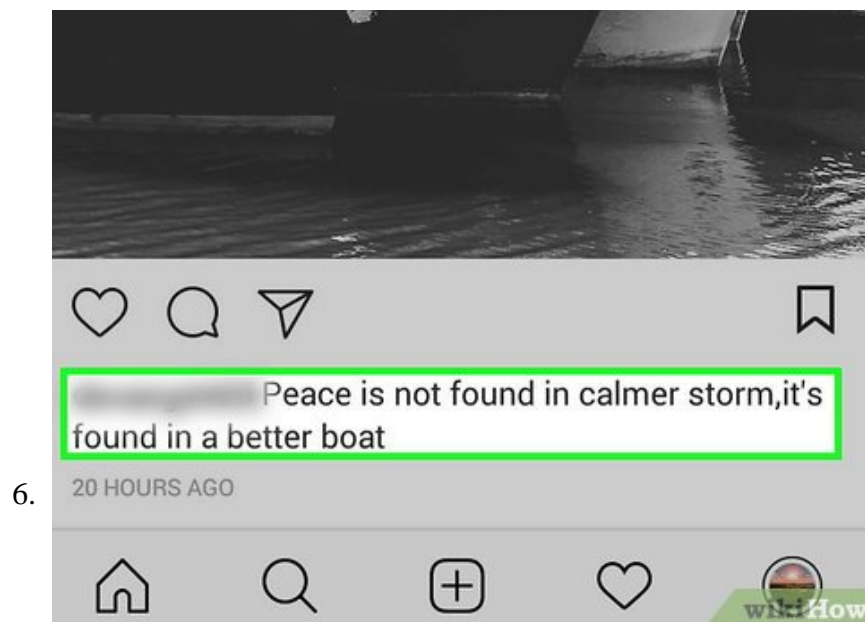 Peace is not found in calmer storm,it's
found in a better boat
6.
20 HOURS AGO
wikiHow